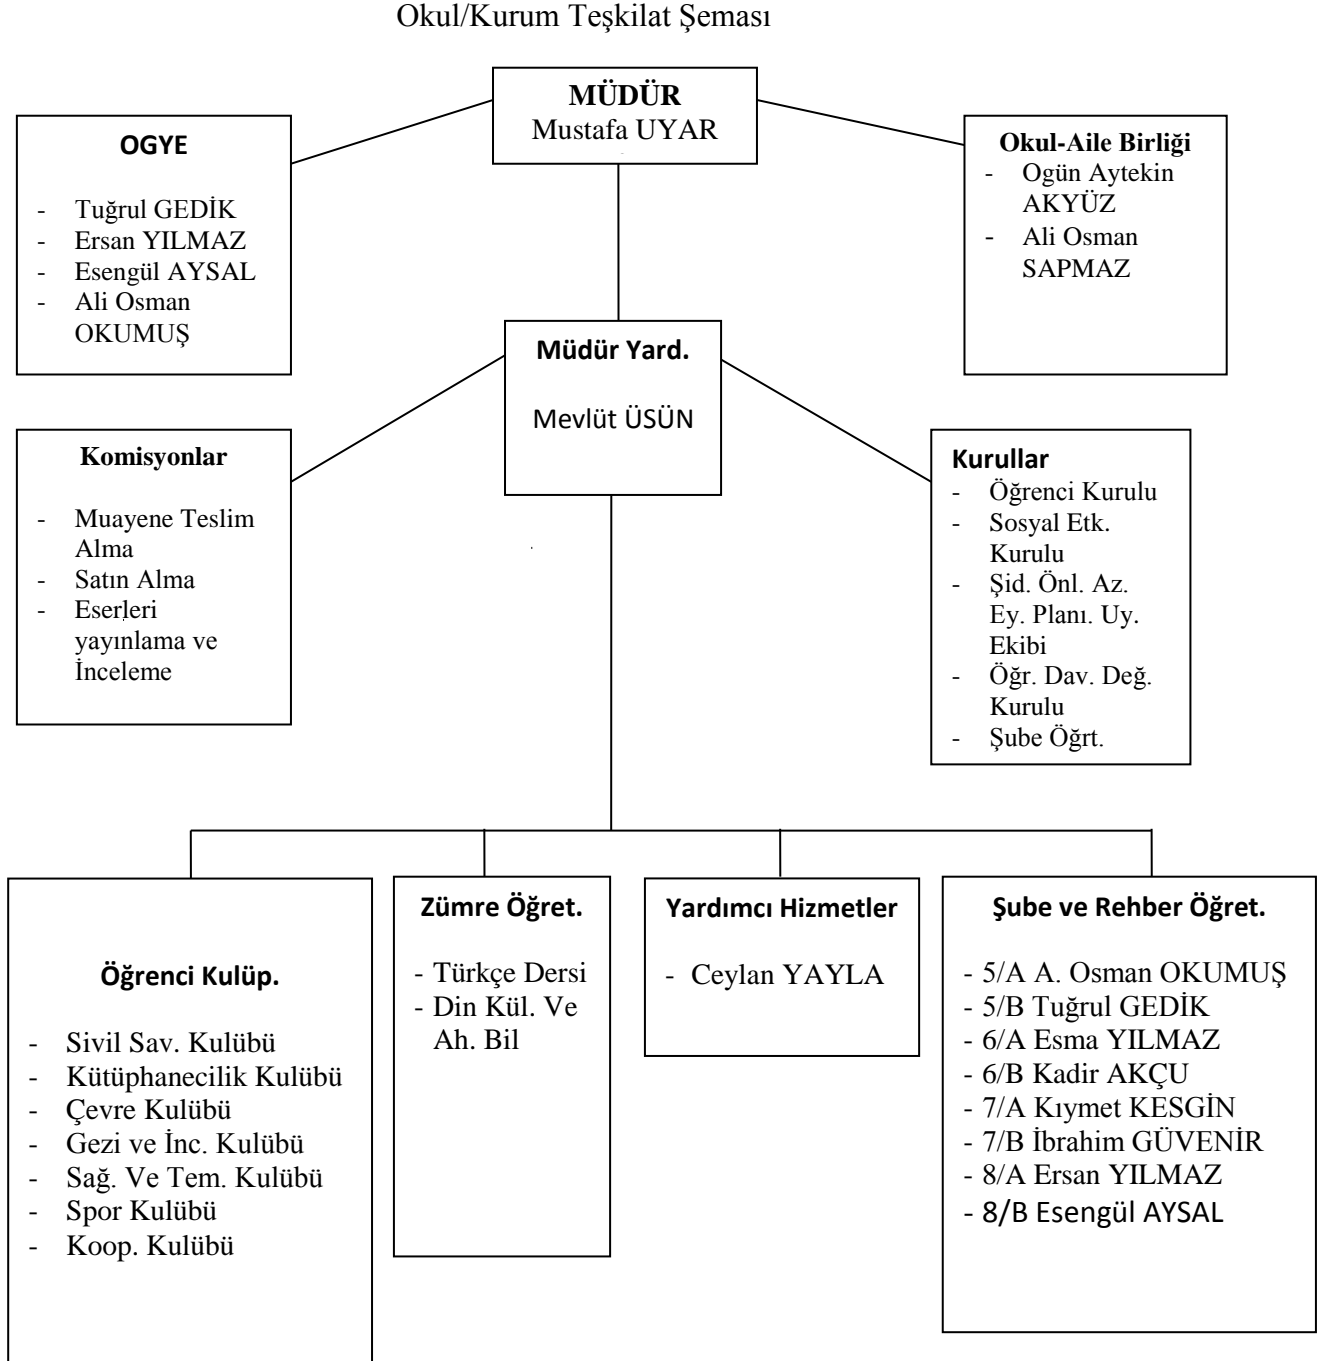 Okul/Kurum Teşkilat Şeması
MÜDÜR
Mustafa UYAR
OGYE
- Tuğrul GEDİK
- Ersan YILMAZ
- Esengül AYSAL
- Ali Osman
OKUMUŞ
Okul-Aile Birliği
- Ogün Aytekin
AKYÜZ
- Ali Osman
SAPMAZ
Müdür Yard.
Mevlüt ÜSÜN
Komisyonlar
- Muayene Teslim
Alma
- Satın Alma
- Eserleri
yayınlama ve
İnceleme
Kurullar
- Öğrenci Kurulu
- Sosyal Etk.
Kurulu
- Şid. Önl. Az.
Ey. Planı. Uy.
Ekibi
- Öğr. Dav. Değ.
Kurulu
- Şube Öğrt.
Öğrenci Kulüp.
- Sivil Sav. Kulübü
- Kütüphanecilik Kulübü
- Çevre Kulübü
- Gezi ve İnc. Kulübü
- Sağ. Ve Tem. Kulübü
- Spor Kulübü
- Koop. Kulübü
Zümre Öğret.
- Türkçe Dersi
- Din Kül. Ve
Ah. Bil
Yardımcı Hizmetler
- Ceylan YAYLA
Şube ve Rehber Öğret.
- 5/A A. Osman OKUMUŞ
- 5/B Tuğrul GEDİK
- 6/A Esma YILMAZ
- 6/B Kadir AKÇU
- 7/A Kıymet KESGİN
- 7/B İbrahim GÜVENİR
- 8/A Ersan YILMAZ
- 8/B Esengül AYSAL